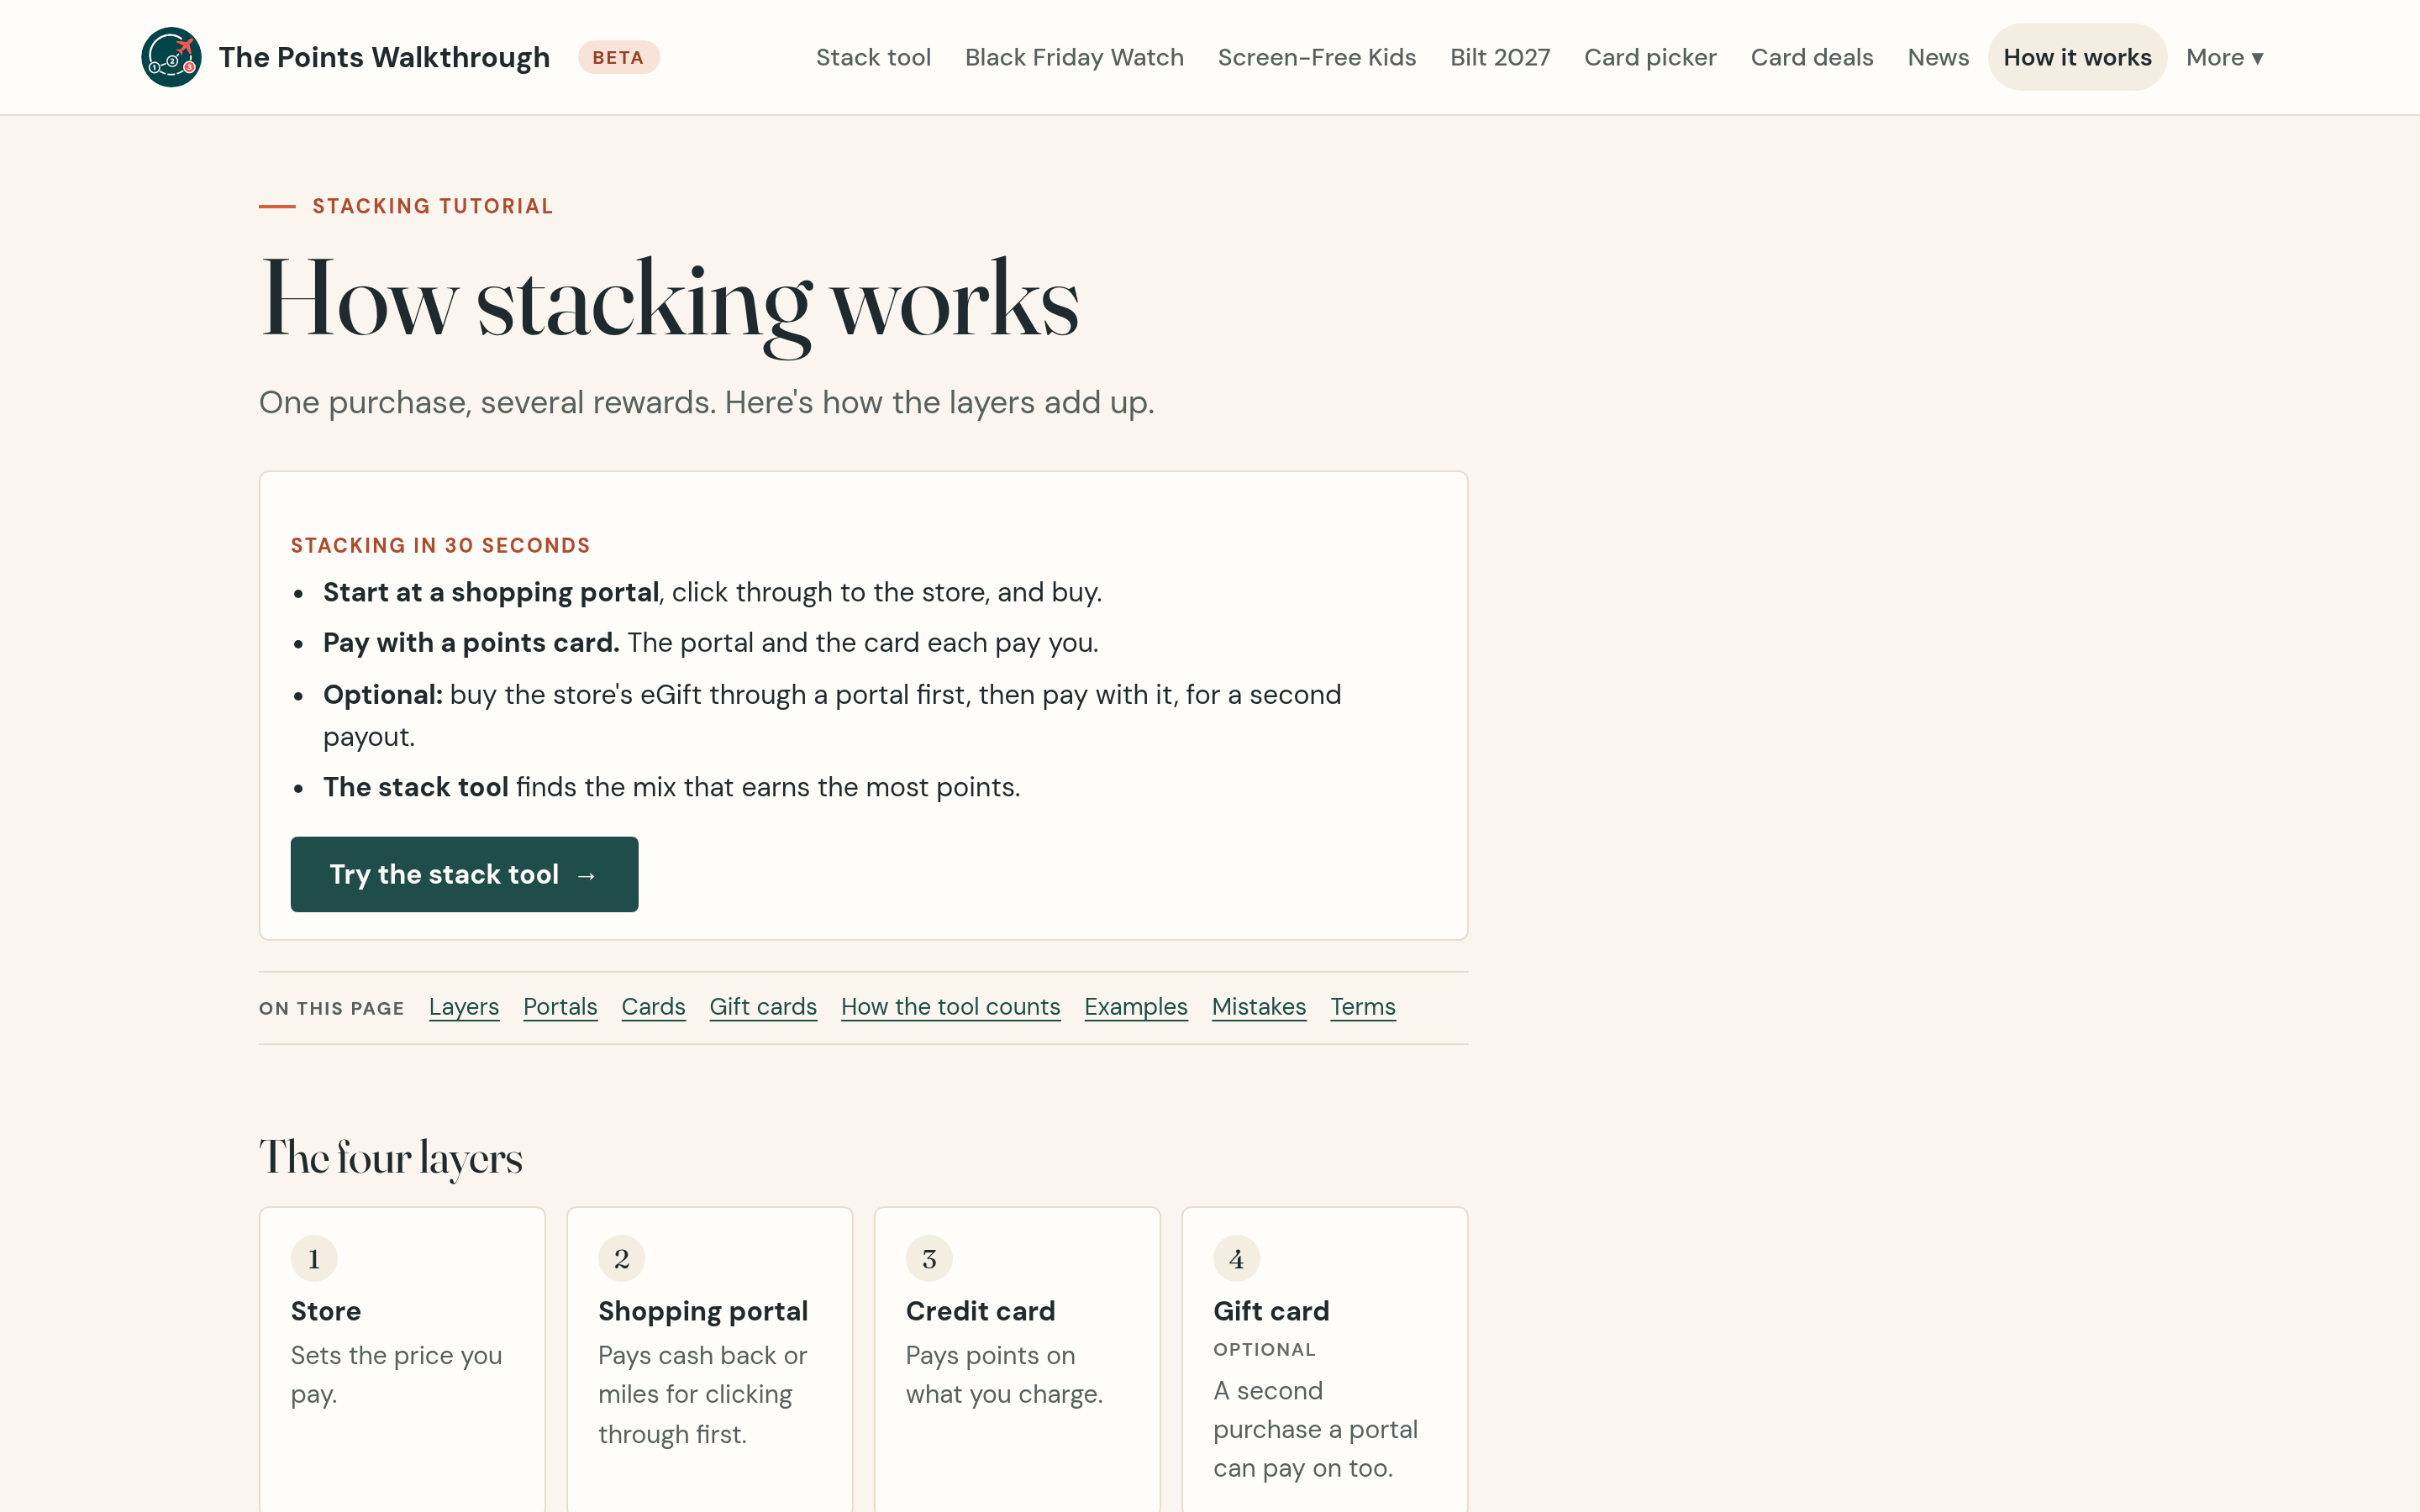 The Points Walkthrough BETA Stack tool Black Friday Watch Screen-Free Kids Bilt 2027 Card picker Card deals News How it works More ▾
1 2 3
STACKING TUTORIAL
How stacking works
One purchase, several rewards. Here's how the layers add up.
STACKING IN 30 SECONDS
• Start at a shopping portal, click through to the store, and buy.
• Pay with a points card. The portal and the card each pay you.
• Optional: buy the store's eGift through a portal first, then pay with it, for a second
payout.
• The stack tool finds the mix that earns the most points.
Try the stack tool →
ON THIS PAGE Layers Portals Cards Gift cards How the tool counts Examples Mistakes Terms
The four layers
1
Store
Sets the price you
pay.
2
Shopping portal
Pays cash back or
miles for clicking
through first.
3
Credit card
Pays points on
what you charge.
4
Gift card
OPTIONAL
A second
purchase a portal
can pay on too.